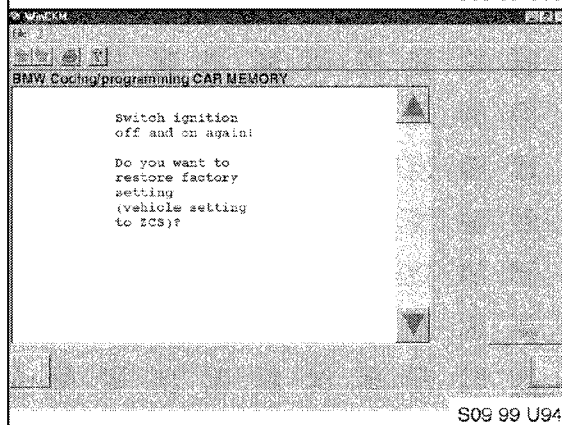 WinCKM
File ?
BMW Coding/programming CAR MEMORY
Switch ignition
off and on again!
Do you want to
restore factory
setting
(vehicle setting
to ZCS)?
S09 99 U94